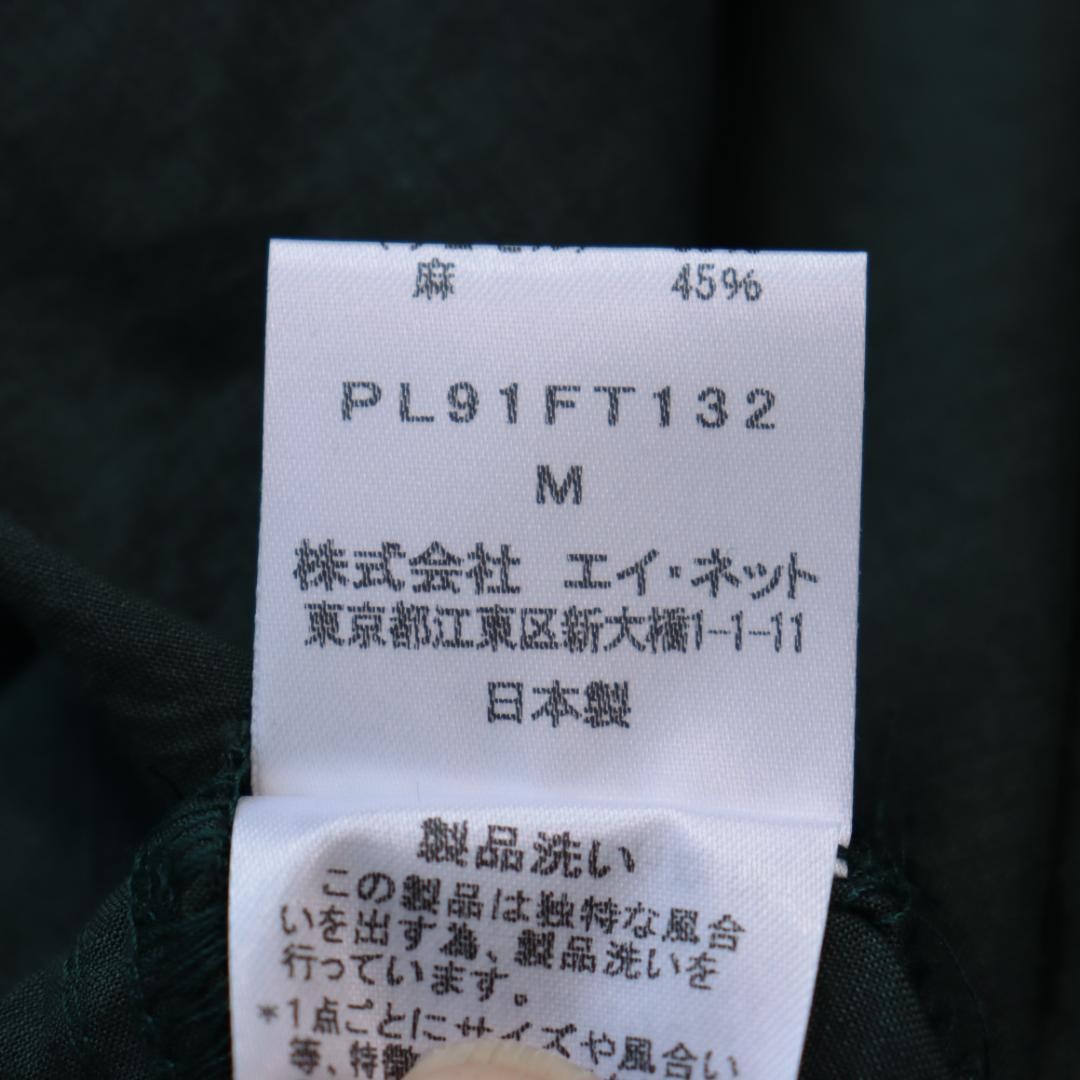 麻 45%
PL91FT132
M
株式会社 エイ・ネット
東京都江東区新大橋1-1-11
日本製
製品洗い
この製品は独特な風合
いを出す為、製品洗いを
行っています。
*1点ごとにサイズや風合い
等、特徴